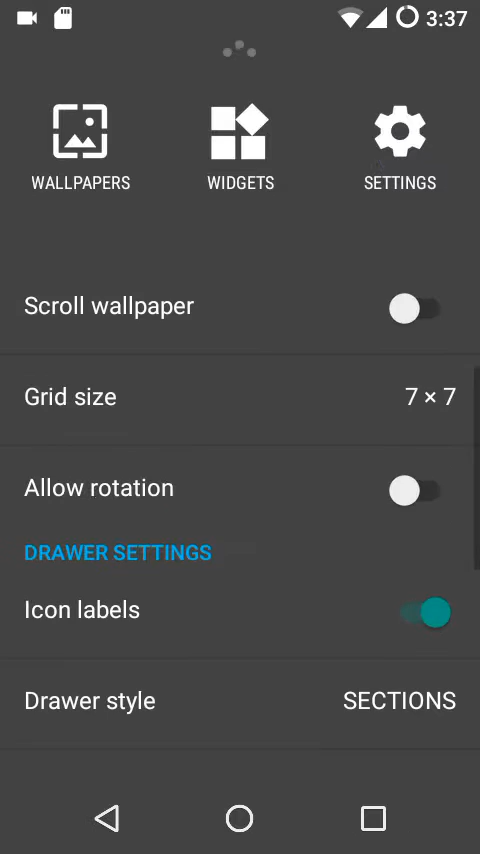 3:37
WALLPAPERS WIDGETS SETTINGS
Scroll wallpaper
Grid size 7 × 7
Allow rotation
DRAWER SETTINGS
Icon labels
Drawer style SECTIONS